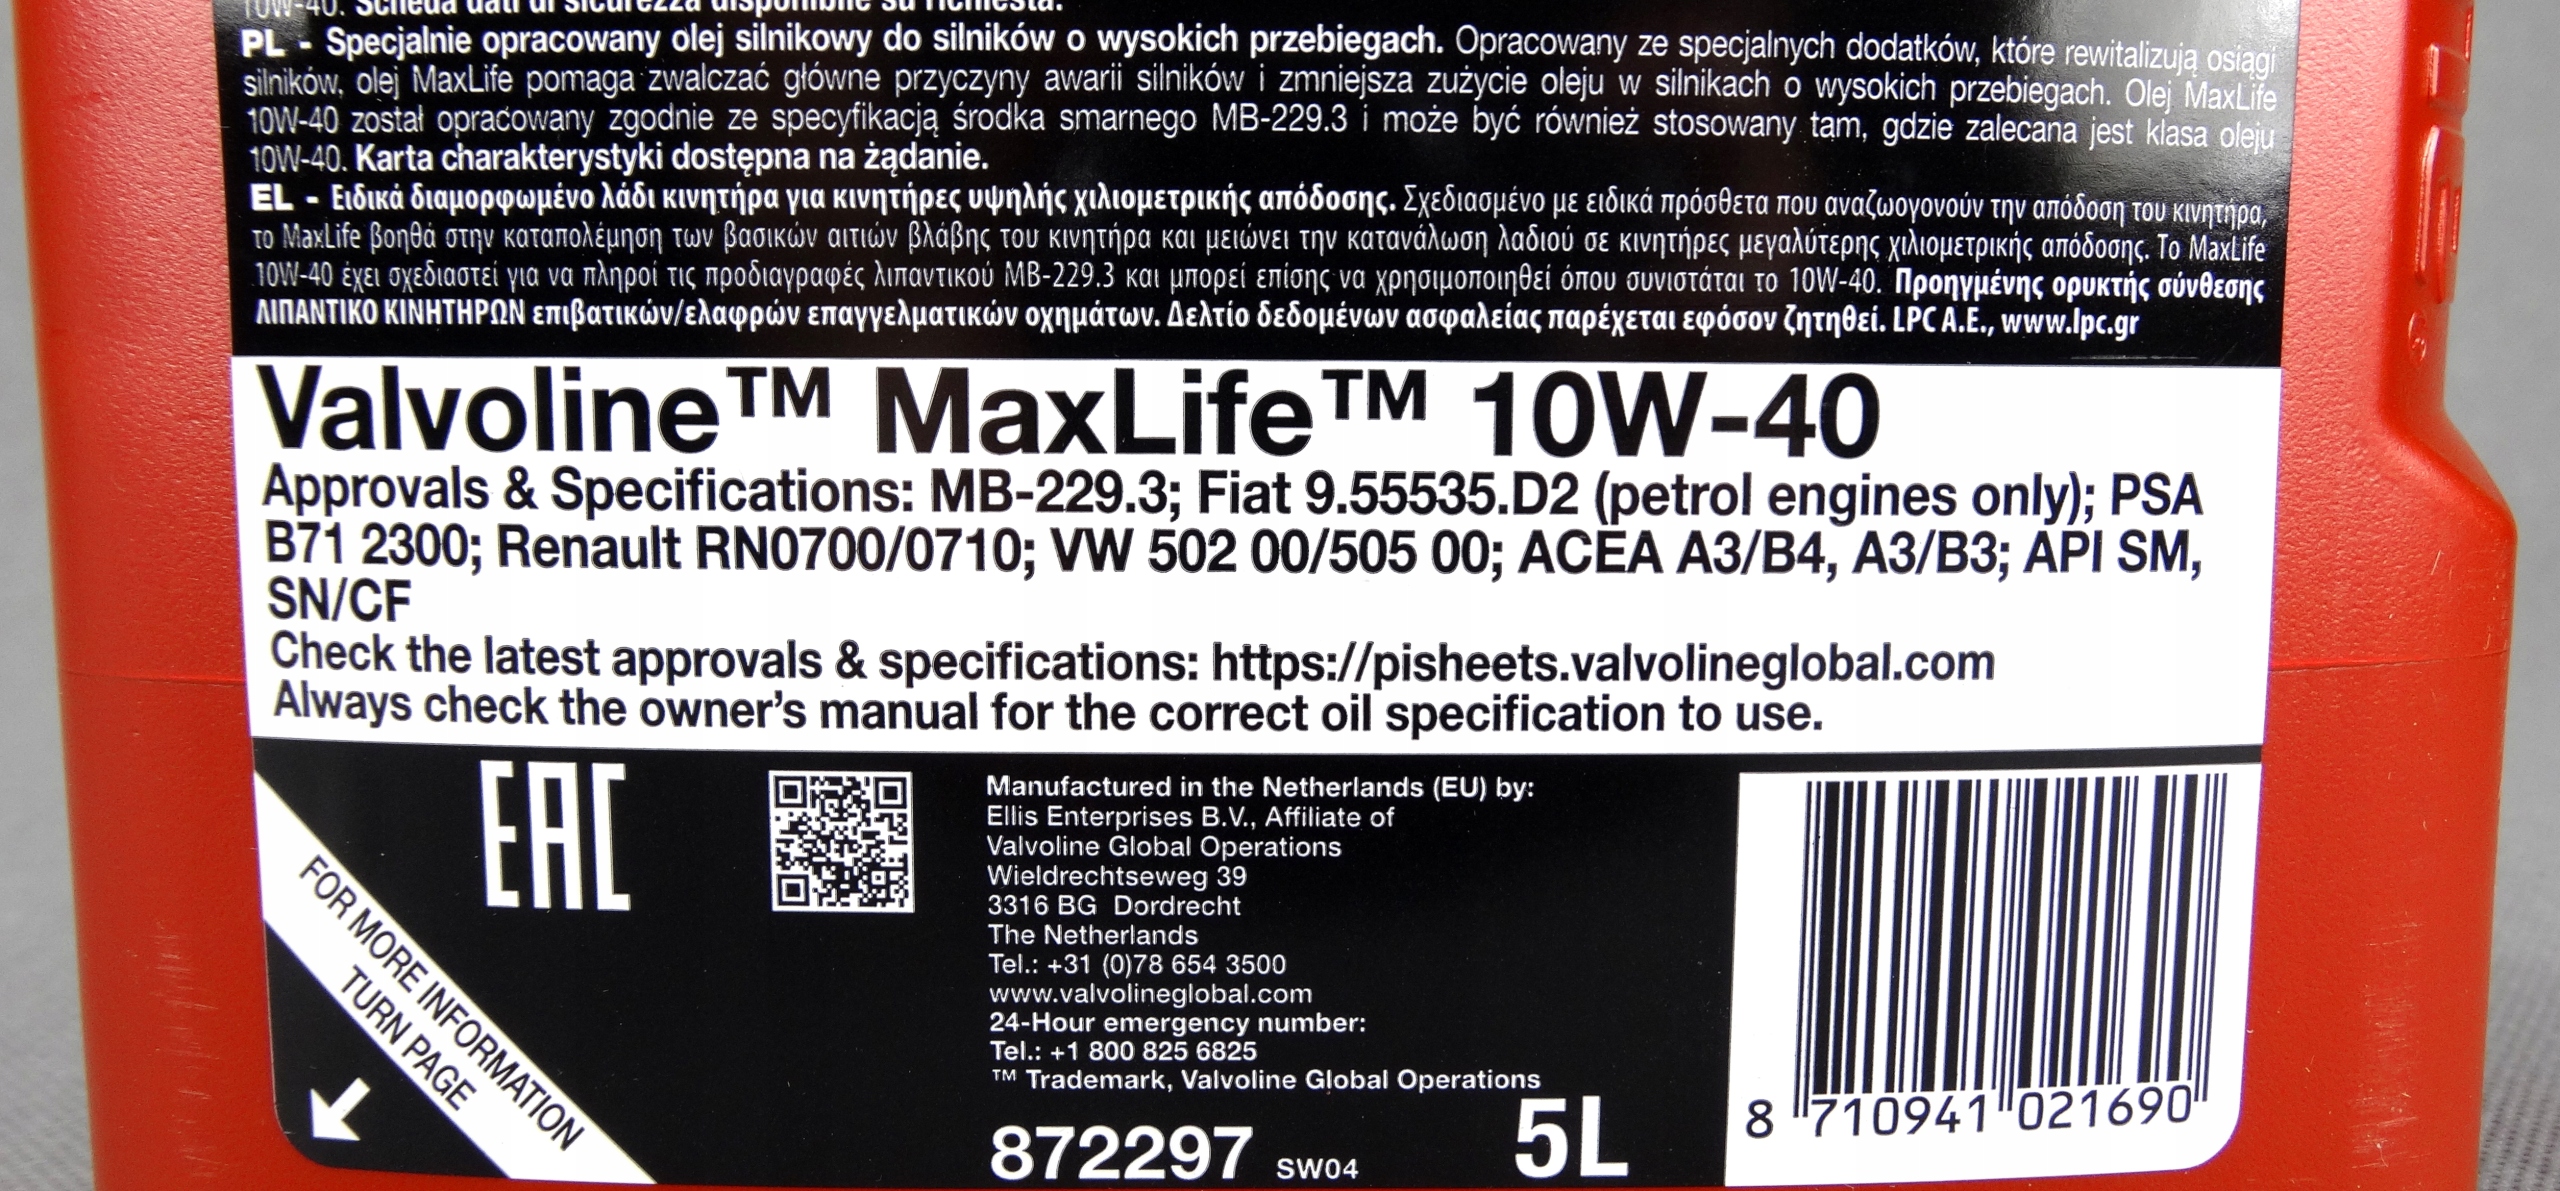 10W-40. Scheda dati di sicurezza disponibile su richiesta.
PL - Specjalnie opracowany olej silnikowy do silników o wysokich przebiegach. Opracowany ze specjalnych dodatków, które rewitalizują osiągi
silników, olej MaxLife pomaga zwalczać główne przyczyny awarii silników i zmniejsza zużycie oleju w silnikach o wysokich przebiegach. Olej MaxLife
10W-40 został opracowany zgodnie ze specyfikacją środka smarnego MB-229.3 i może być również stosowany tam, gdzie zalecana jest klasa oleju
10W-40. Karta charakterystyki dostępna na żądanie.
EL - Ειδικά διαμορφωμένο λάδι κινητήρα για κινητήρες υψηλής χιλιομετρικής απόδοσης. Σχεδιασμένο με ειδικά πρόσθετα που αναζωογονούν την απόδοση του κινητήρα,
το MaxLife βοηθά στην καταπολέμηση των βασικών αιτιών βλάβης του κινητήρα και μειώνει την κατανάλωση λαδιού σε κινητήρες μεγαλύτερης χιλιομετρικής απόδοσης. Το MaxLife
10W-40 έχει σχεδιαστεί για να πληροί τις προδιαγραφές λιπαντικού MB-229.3 και μπορεί επίσης να χρησιμοποιηθεί όπου συνιστάται το 10W-40. Προηγμένης ορυκτής σύνθεσης
ΛΙΠΑΝΤΙΚΟ ΚΙΝΗΤΗΡΩΝ επιβατικών/ελαφρών επαγγελματικών οχημάτων. Δελτίο δεδομένων ασφαλείας παρέχεται εφόσον ζητηθεί. LPC A.E., www.lpc.gr
Valvoline™ MaxLife™ 10W-40
Approvals & Specifications: MB-229.3; Fiat 9.55535.D2 (petrol engines only); PSA
B71 2300; Renault RN0700/0710; VW 502 00/505 00; ACEA A3/B4, A3/B3; API SM,
SN/CF
Check the latest approvals & specifications: https://pisheets.valvolineglobal.com
Always check the owner's manual for the correct oil specification to use.
EAC
FOR MORE INFORMATION
TURN PAGE
Manufactured in the Netherlands (EU) by:
Ellis Enterprises B.V., Affiliate of
Valvoline Global Operations
Wieldrechtseweg 39
3316 BG Dordrecht
The Netherlands
Tel.: +31 (0)78 654 3500
www.valvolineglobal.com
24-Hour emergency number:
Tel.: +1 800 825 6825
™ Trademark, Valvoline Global Operations
872297 SW04 5L
8 710941 021690